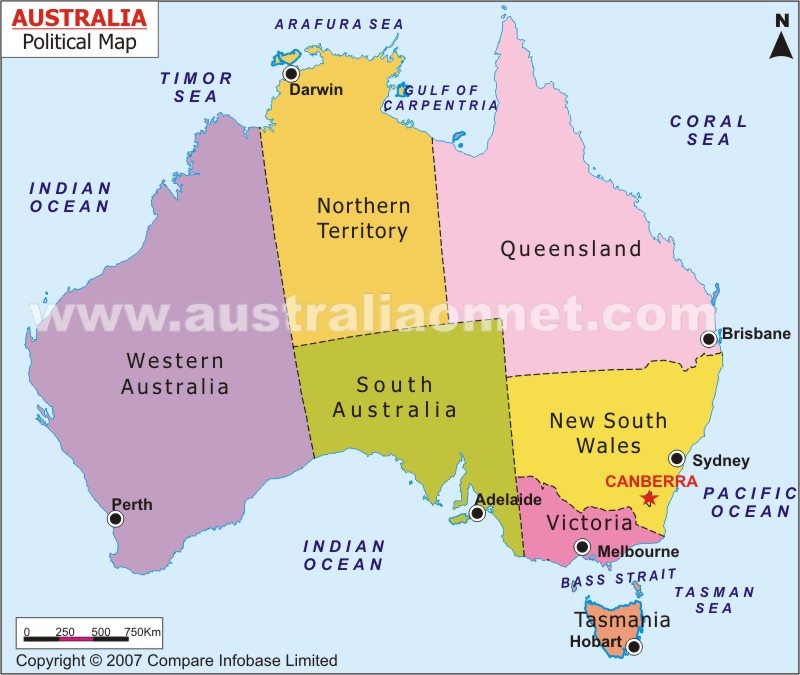 AUSTRALIA
Political Map
ARAFURA SEA
N
TIMOR
SEA
Darwin
GULF OF
CARPENTRIA
CORAL
SEA
INDIAN
OCEAN
Northern
Territory
Queensland
www.australiaonnet.com
Brisbane
Western
Australia
South
Australia
New South
Wales
Sydney
CANBERRA
PACIFIC
OCEAN
Perth
Adelaide
Victoria
INDIAN
OCEAN
Melbourne
BASS STRAIT
TASMAN
SEA
Tasmania
Hobart
0 250 500 750Km
Copyright © 2007 Compare Infobase Limited